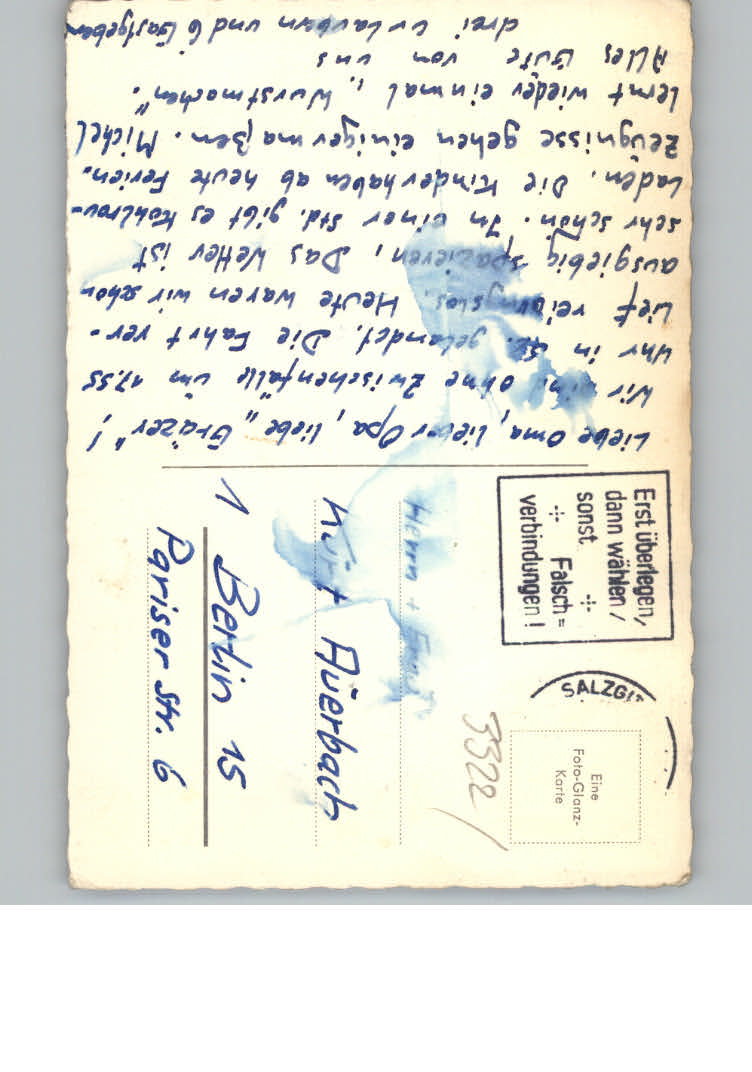 Liebe Oma, lieber Opa, liebe „Gräzer"!
Wir sind ohne Zwischenfälle um 17.55
Uhr in gelandet. Die Fahrt ver-
lief reibungslos. Heute waren wir schon
ausgiebig spazieren, Das Wetter ist
sehr schön. In einer Std. gibt es Kohlrou-
laden. Die Kinder haben ab heute Ferien.
Zeugnisse gehen einigermaßen. Michel
lernt wieder einmal „Wurstmachen".
Alles Gute von uns
drei Urlaubern und 6 Gastgebern
Erst überlegen,
dann wählen /
sonst ÷
÷ Falsch=
verbindungen!
SALZGIT
Eine
Foto-Glanz-
Karte
3322/
Herrn + Frau
Kurt Auerbach
1 Berlin 15
Pariser Str. 6